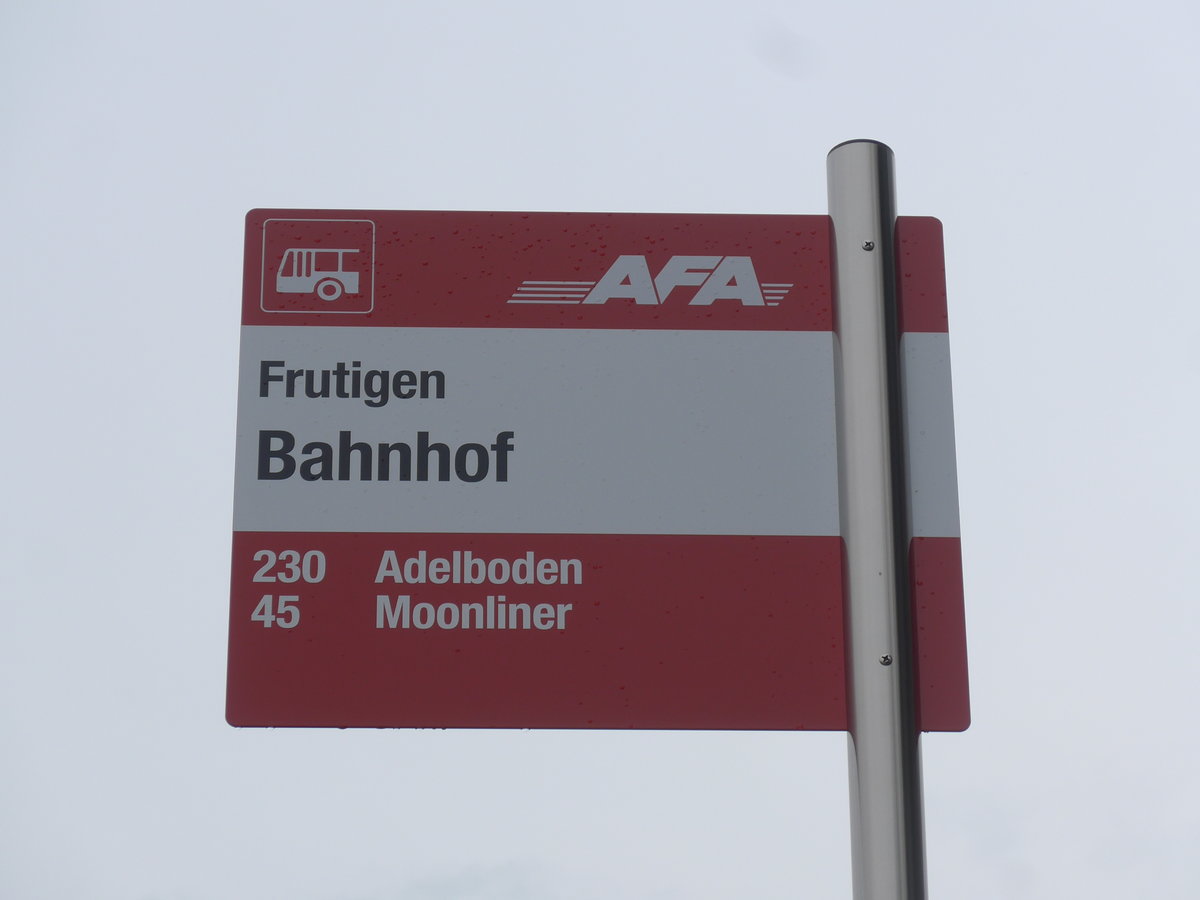 AFA
Frutigen
Bahnhof
230 Adelboden
45 Moonliner